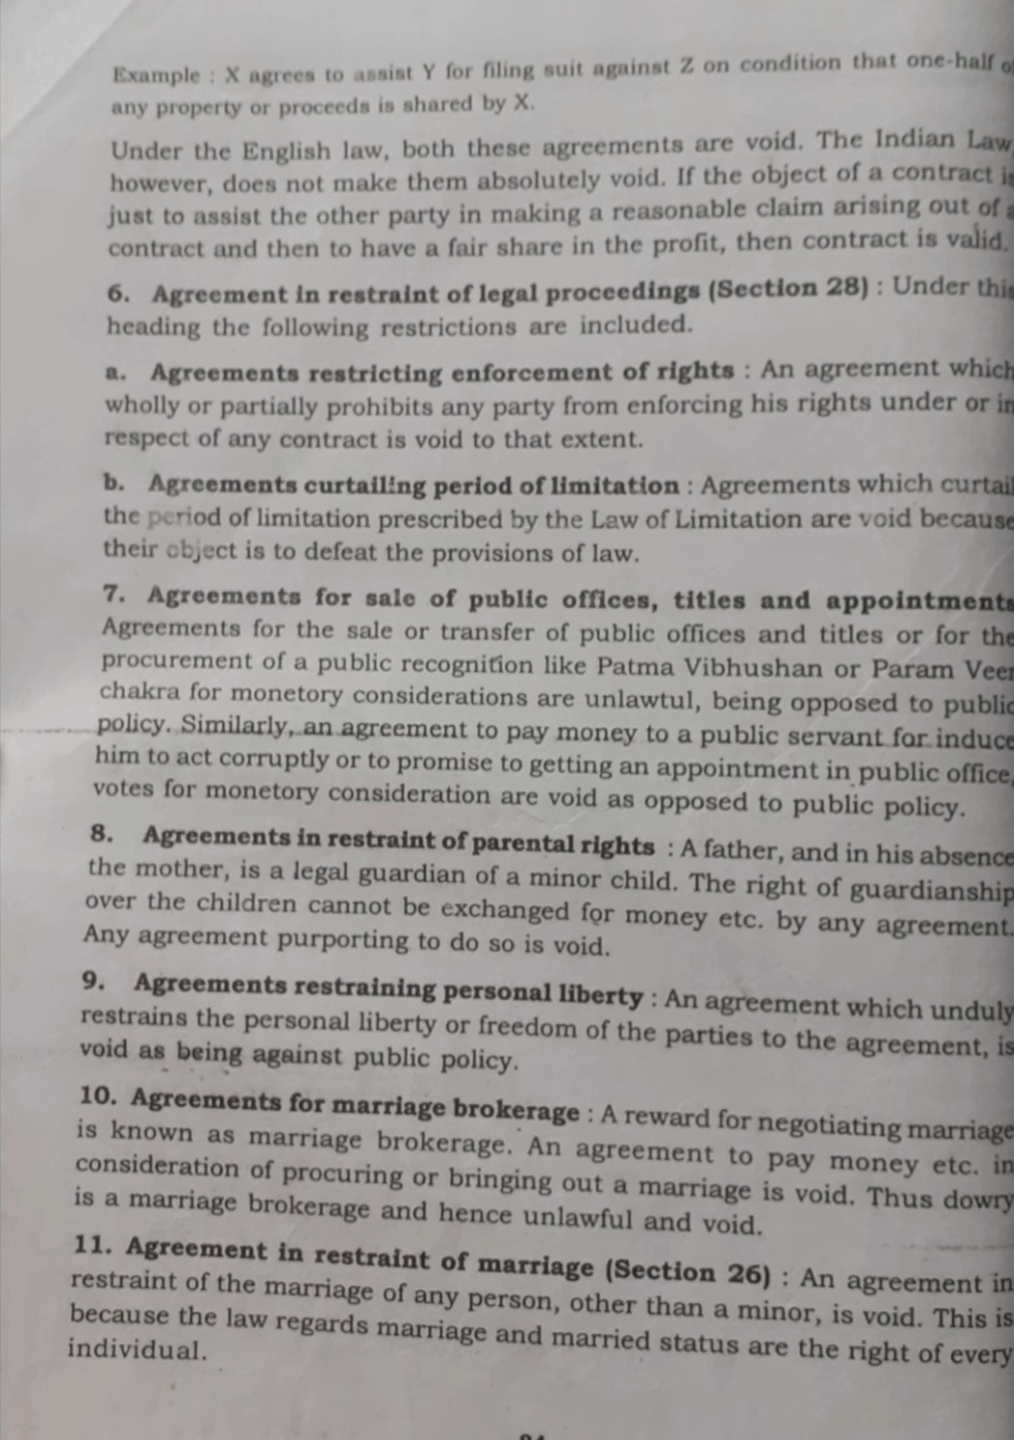 Example : X agrees to assist Y for filing suit against Z on condition that one-half o
any property or proceeds is shared by X.
Under the English law, both these agreements are void. The Indian Law,
however, does not make them absolutely void. If the object of a contract is
just to assist the other party in making a reasonable claim arising out of a
contract and then to have a fair share in the profit, then contract is valid.
6. Agreement in restraint of legal proceedings (Section 28) : Under this
heading the following restrictions are included.
a. Agreements restricting enforcement of rights : An agreement which
wholly or partially prohibits any party from enforcing his rights under or in
respect of any contract is void to that extent.
b. Agreements curtailing period of limitation : Agreements which curtail
the period of limitation prescribed by the Law of Limitation are void because
their object is to defeat the provisions of law.
7. Agreements for sale of public offices, titles and appointments
Agreements for the sale or transfer of public offices and titles or for the
procurement of a public recognition like Patma Vibhushan or Param Veer
chakra for monetory considerations are unlawtul, being opposed to public
policy. Similarly, an agreement to pay money to a public servant for induce
him to act corruptly or to promise to getting an appointment in public office,
votes for monetory consideration are void as opposed to public policy.
8. Agreements in restraint of parental rights : A father, and in his absence
the mother, is a legal guardian of a minor child. The right of guardianship
over the children cannot be exchanged for money etc. by any agreement.
Any agreement purporting to do so is void.
9. Agreements restraining personal liberty : An agreement which unduly
restrains the personal liberty or freedom of the parties to the agreement, is
void as being against public policy.
10. Agreements for marriage brokerage : A reward for negotiating marriage
is known as marriage brokerage. An agreement to pay money etc. in
consideration of procuring or bringing out a marriage is void. Thus dowry
is a marriage brokerage and hence unlawful and void.
11. Agreement in restraint of marriage (Section 26) : An agreement in
restraint of the marriage of any person, other than a minor, is void. This is
because the law regards marriage and married status are the right of every
individual.